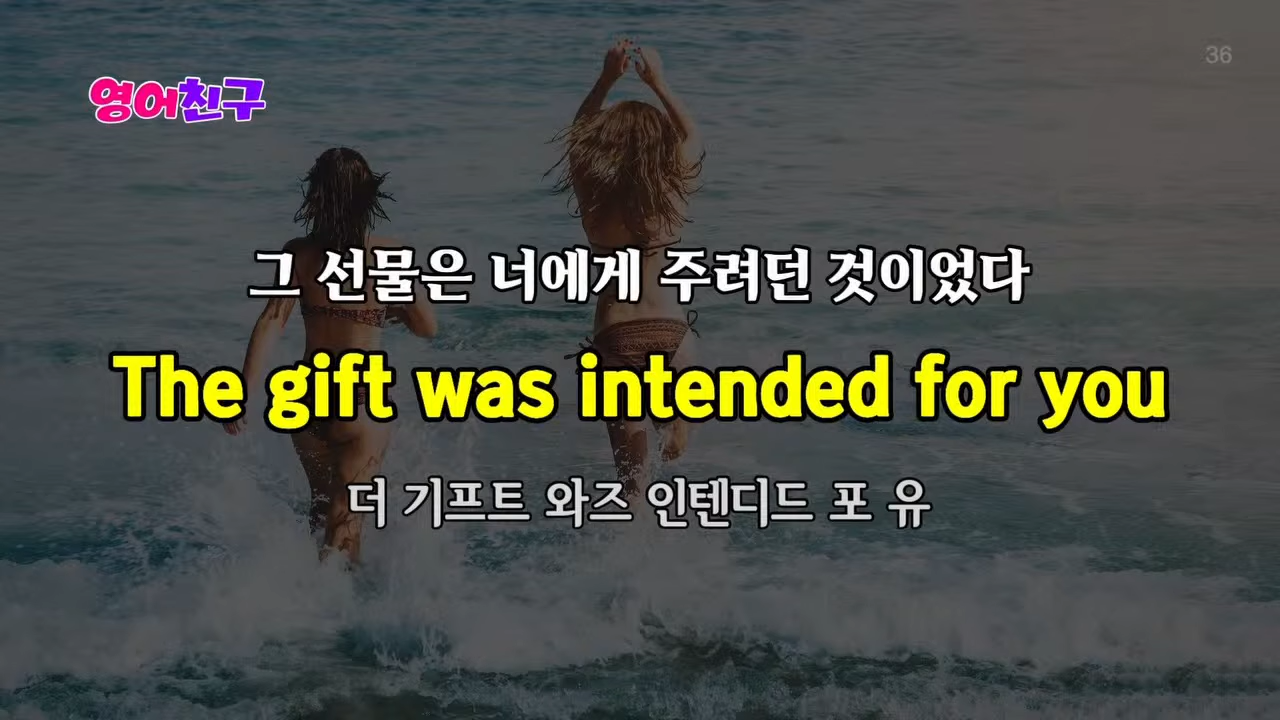 36
영어친구
그 선물은 너에게 주려던 것이었다
The gift was intended for you
더 기프트 와즈 인텐디드 포 유